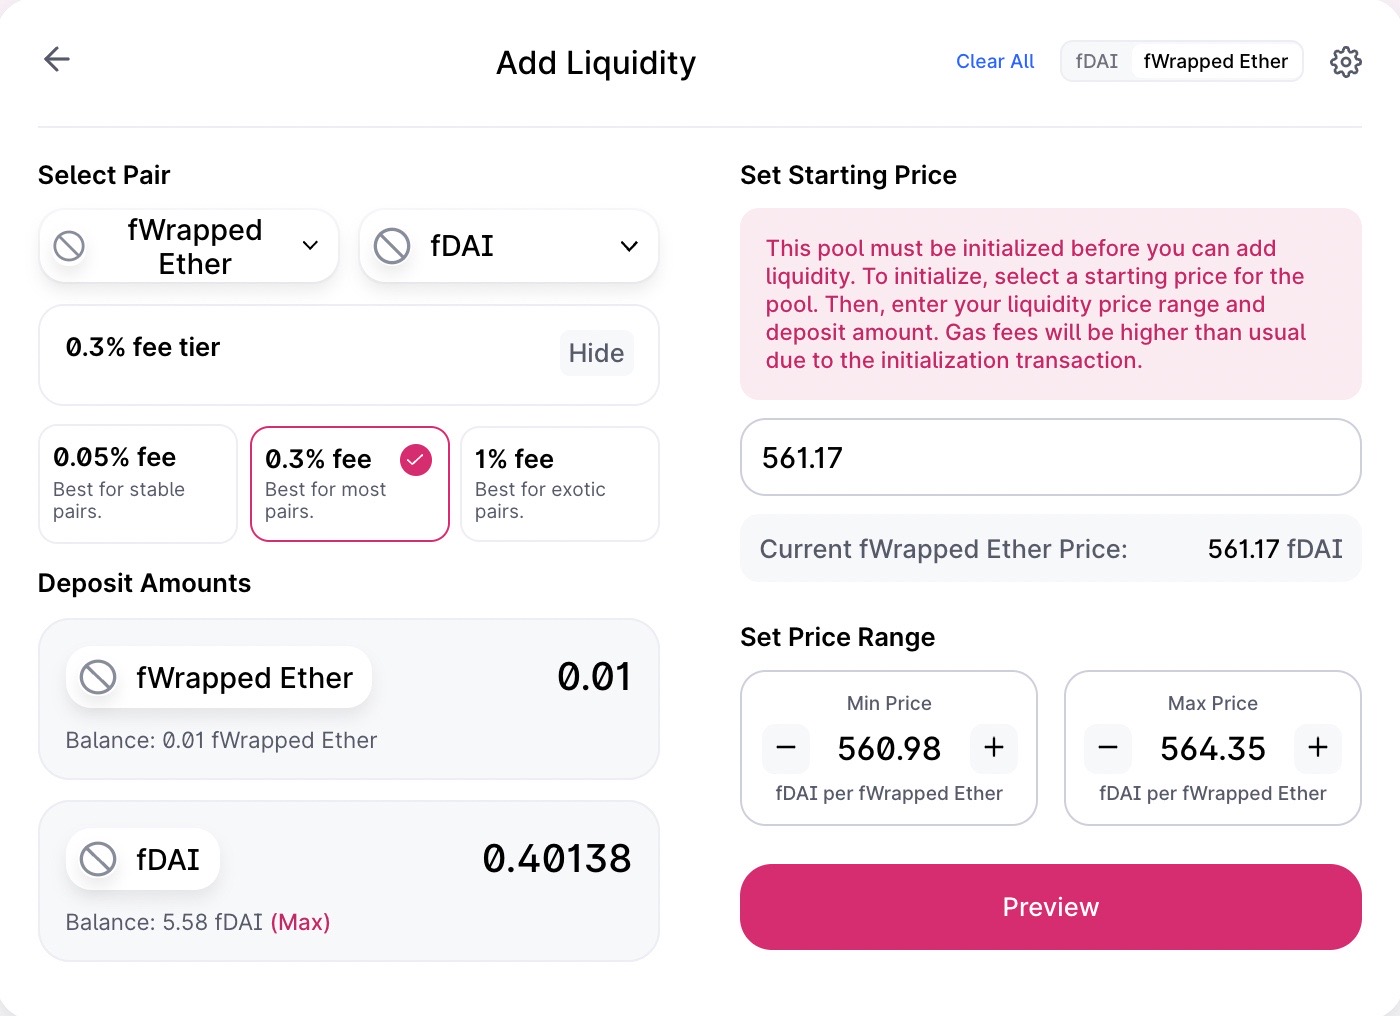 Add Liquidity
Clear All
fDAI
fWrapped Ether
Select Pair
fWrapped
Ether
fDAI
0.3% fee tier
Hide
0.05% fee
Best for stable
pairs.
0.3% fee
Best for most
pairs.
1% fee
Best for exotic
pairs.
Deposit Amounts
fWrapped Ether
0.01
Balance: 0.01 fWrapped Ether
fDAI
0.40138
Balance: 5.58 fDAI (Max)
Set Starting Price
This pool must be initialized before you can add
liquidity. To initialize, select a starting price for the
pool. Then, enter your liquidity price range and
deposit amount. Gas fees will be higher than usual
due to the initialization transaction.
561.17
Current fWrapped Ether Price:
561.17 fDAI
Set Price Range
Min Price
− 560.98 +
fDAI per fWrapped Ether
Max Price
− 564.35 +
fDAI per fWrapped Ether
Preview